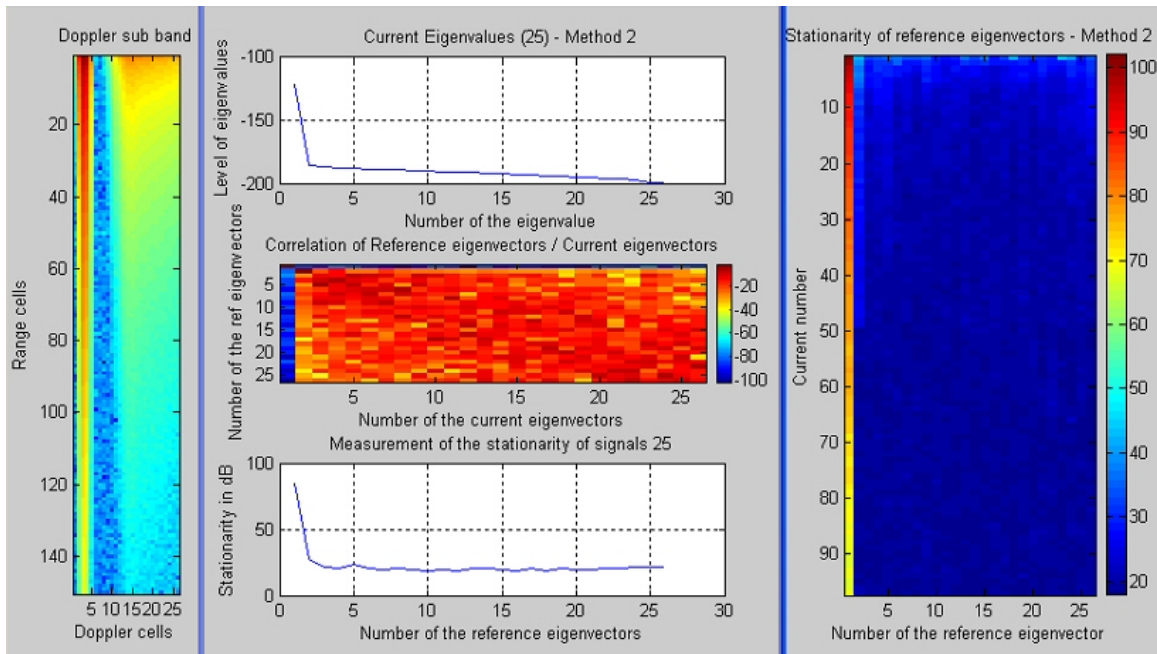 Doppler sub band
20
40
60
80
100
120
140
Range cells
5 10 15 20 25
Doppler cells
Current Eigenvalues (25) - Method 2
-100
-150
-200
Level of eigenvalues
0 5 10 15 20 25 30
Number of the eigenvalue
Correlation of Reference eigenvectors / Current eigenvectors
5
10
15
20
25
Number of the ref eigenvectors
-20
-40
-60
-80
-100
5 10 15 20 25
Number of the current eigenvectors
Measurement of the stationarity of signals 25
100
50
0
Stationarity in dB
0 5 10 15 20 25 30
Number of the reference eigenvectors
Stationarity of reference eigenvectors - Method 2
10
20
30
40
50
60
70
80
90
Current number
5 10 15 20 25
Number of the reference eigenvector
100
90
80
70
60
50
40
30
20